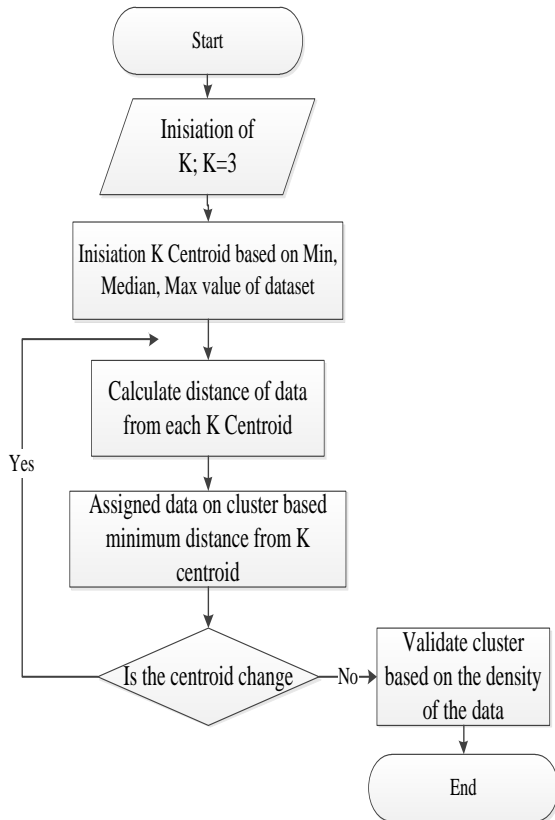 Start
Inisiation of
K; K=3
Inisiation K Centroid based on Min,
Median, Max value of dataset
Calculate distance of data
from each K Centroid
Yes
Assigned data on cluster based
minimum distance from K
centroid
Is the centroid change
No
Validate cluster
based on the density
of the data
End